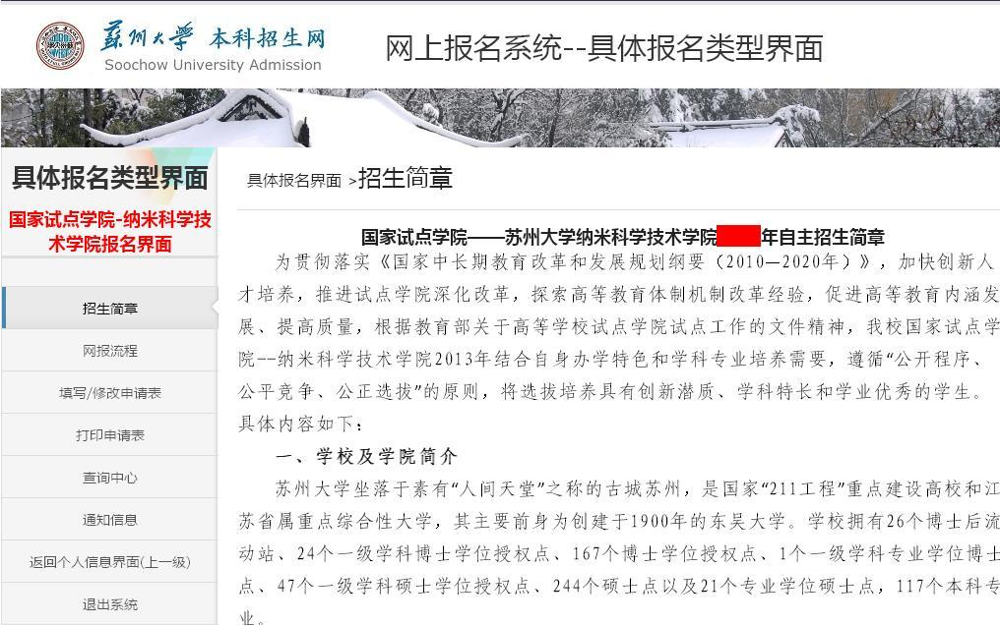 蘇州大學 本科招生网
Soochow University Admission
网上报名系统--具体报名类型界面
具体报名类型界面
国家试点学院-纳米科学技
术学院报名界面
招生简章
网报流程
填写/修改申请表
打印申请表
查询中心
通知信息
返回个人信息界面(上一级)
退出系统
具体报名界面 >招生简章
国家试点学院——苏州大学纳米科学技术学院 年自主招生简章
为贯彻落实《国家中长期教育改革和发展规划纲要（2010—2020年）》，加快创新人
才培养，推进试点学院深化改革，探索高等教育体制机制改革经验，促进高等教育内涵发
展、提高质量，根据教育部关于高等学校试点学院试点工作的文件精神，我校国家试点学
院--纳米科学技术学院2013年结合自身办学特色和学科专业培养需要，遵循“公开程序、
公平竞争、公正选拔”的原则，将选拔培养具有创新潜质、学科特长和学业优秀的学生。
具体内容如下：
一、学校及学院简介
苏州大学坐落于素有“人间天堂”之称的古城苏州，是国家“211工程”重点建设高校和江
苏省属重点综合性大学，其主要前身为创建于1900年的东吴大学。学校拥有26个博士后流
动站、24个一级学科博士学位授权点、167个博士学位授权点、1个一级学科专业学位博士
点、47个一级学科硕士学位授权点、244个硕士点以及21个专业学位硕士点，117个本科专
业。